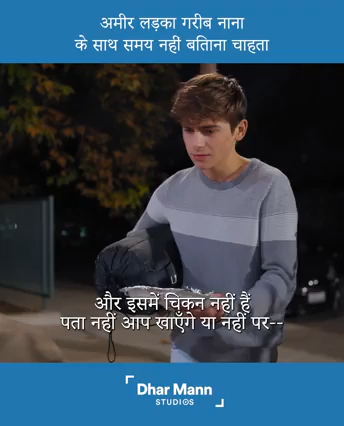 अमीर लड़का गरीब नाना
के साथ समय नहीं बिताना चाहता
और इसमें चिकन नहीं हैं
पता नहीं आप खाएँगे या नहीं पर--
Dhar Mann
STUDIOS